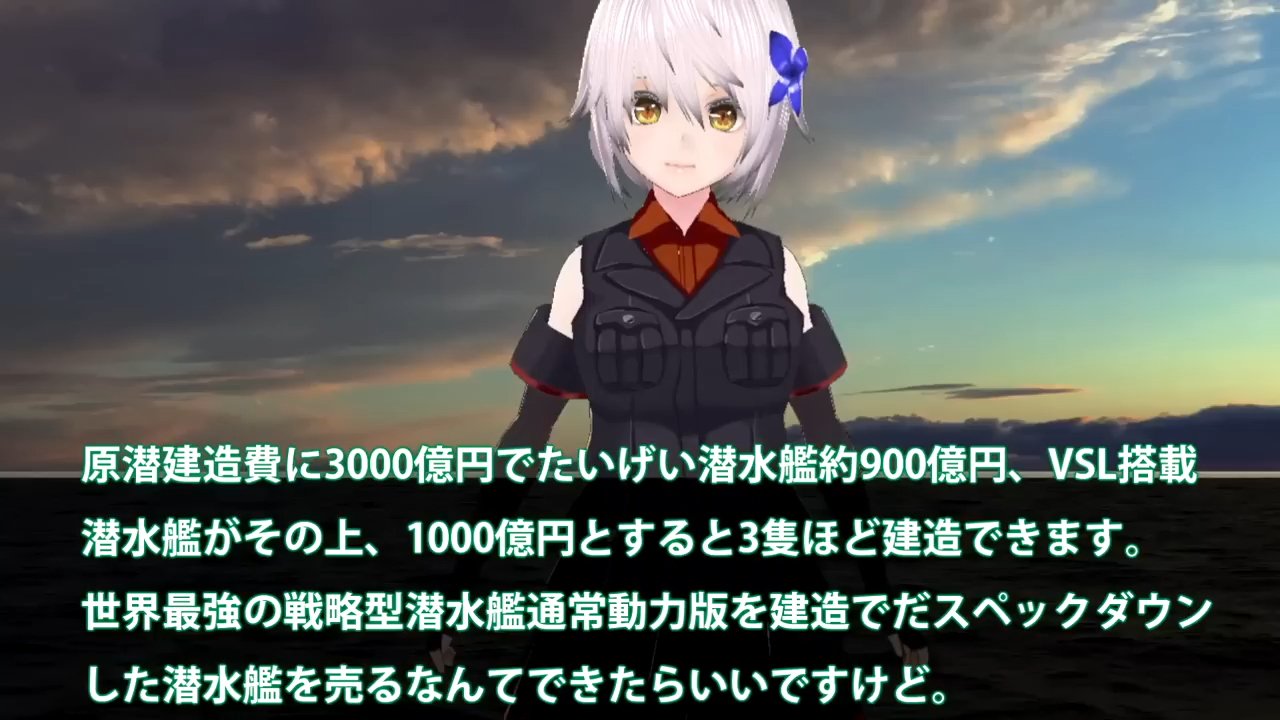 原潜建造費に3000億円でたいげい潜水艦約900億円、VSL搭載
潜水艦がその上、1000億円とすると3隻ほど建造できます。
世界最強の戦略型潜水艦通常動力版を建造でだスペックダウン
した潜水艦を売るなんてできたらいいですけど。